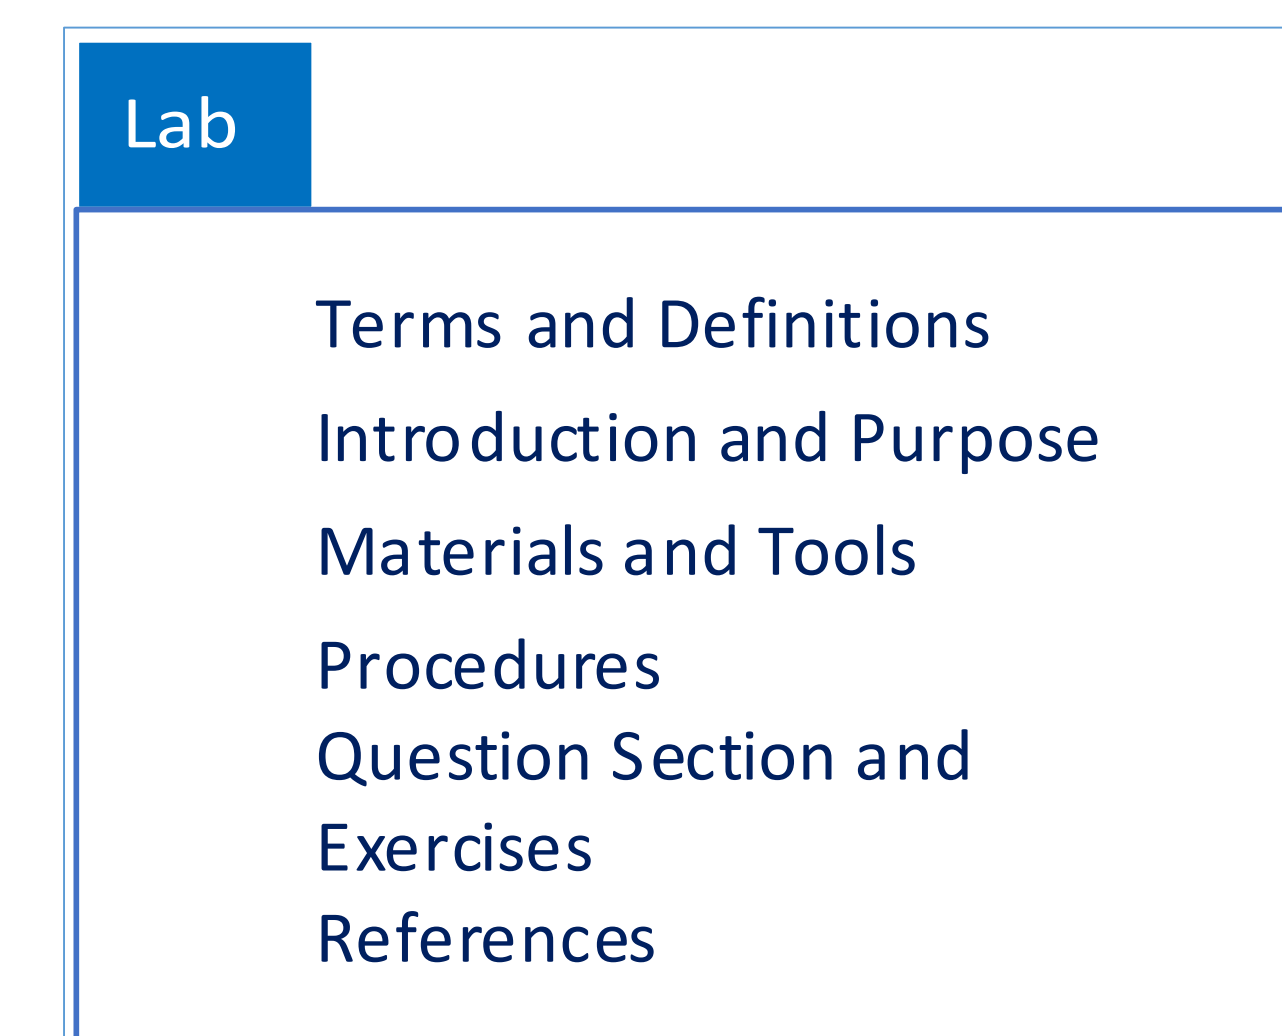 Lab
Terms and Definitions
Introduction and Purpose
Materials and Tools
Procedures
Question Section and
Exercises
References